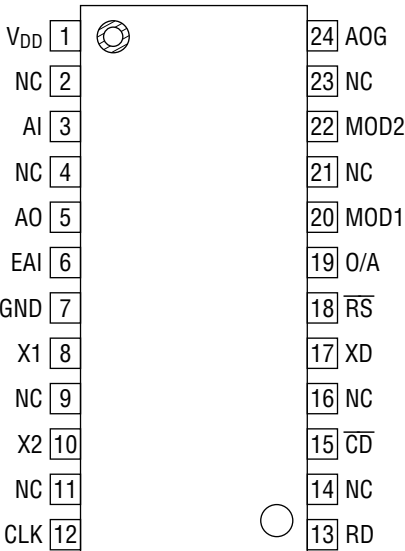 VDD 1 24 AOG
NC 2 23 NC
AI 3 22 MOD2
NC 4 21 NC
AO 5 20 MOD1
EAI 6 19 O/A
GND 7 18 R̅S̅
X1 8 17 XD
NC 9 16 NC
X2 10 15 C̅D̅
NC 11 14 NC
CLK 12 13 RD